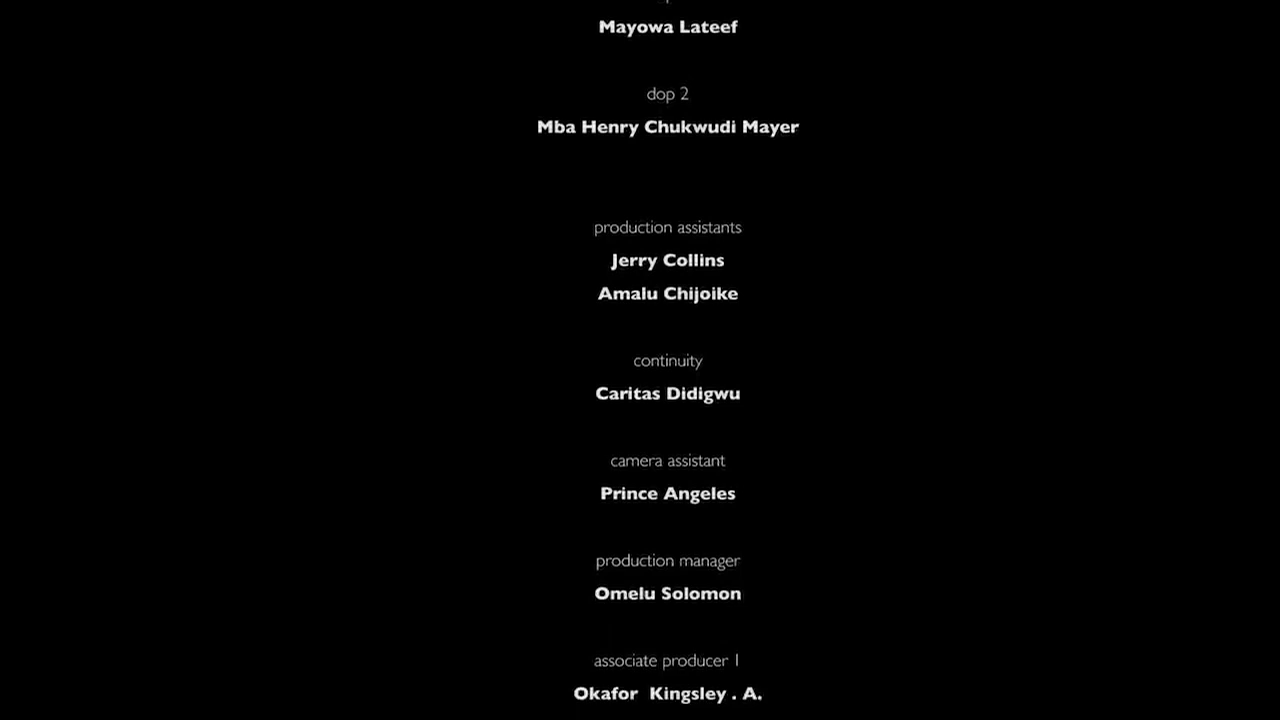 Mayowa Lateef
dop 2
Mba Henry Chukwudi Mayer
production assistants
Jerry Collins
Amalu Chijoike
continuity
Caritas Didigwu
camera assistant
Prince Angeles
production manager
Omelu Solomon
associate producer 1
Okafor Kingsley . A.